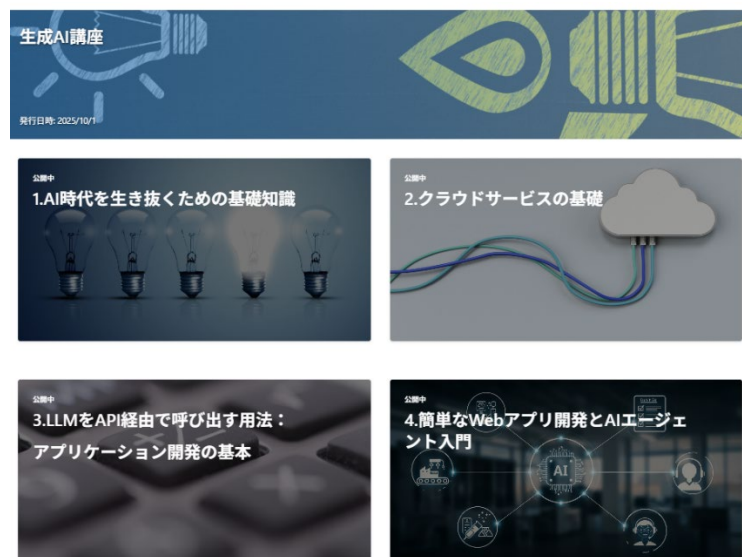 生成AI講座
発行日時: 2025/10/1
公開中
1.AI時代を生き抜くための基礎知識
公開中
2.クラウドサービスの基礎
公開中
3.LLMをAPI経由で呼び出す用法：
アプリケーション開発の基本
公開中
4.簡単なWebアプリ開発とAIエージェ
ント入門
AI